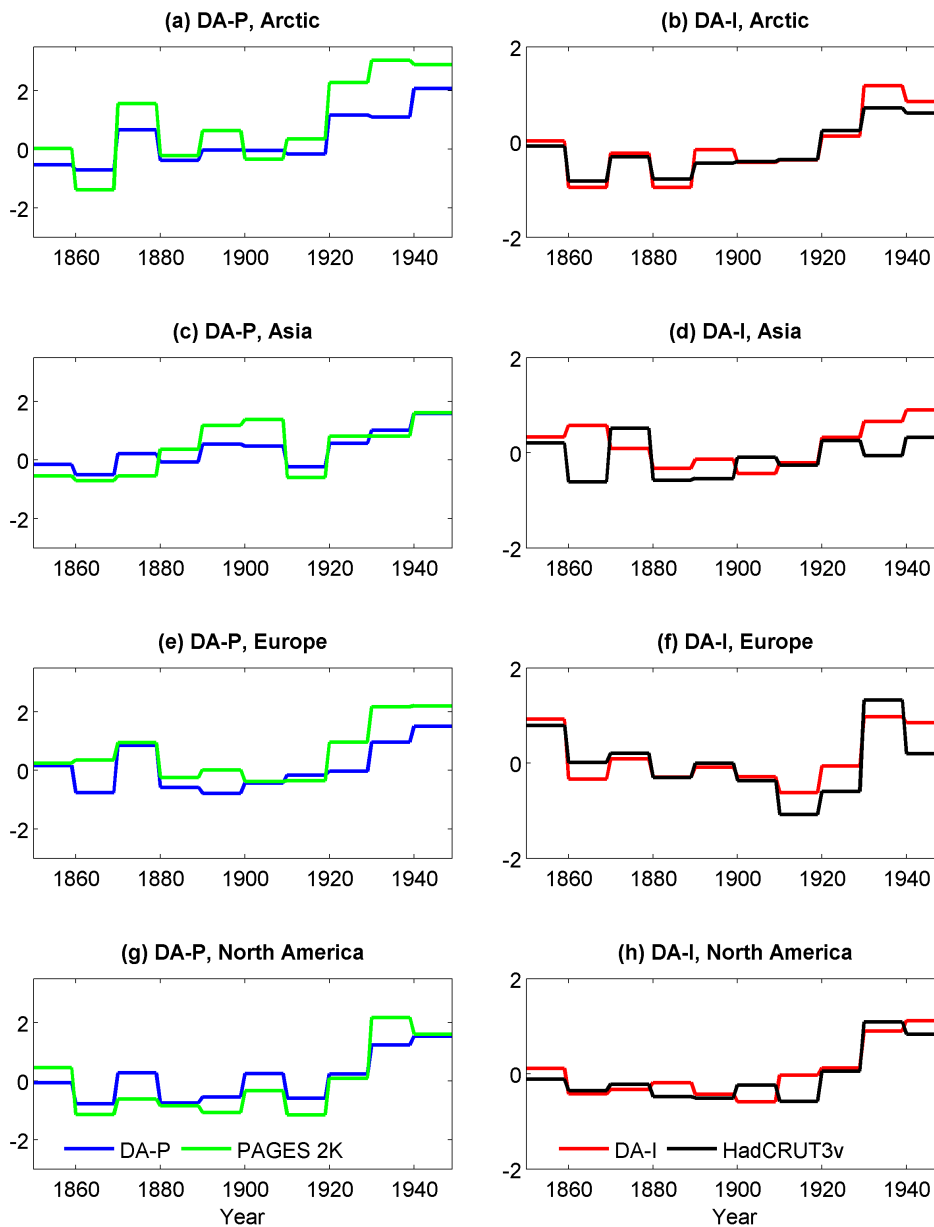 (a) DA-P, Arctic
(b) DA-I, Arctic
2
0
-2
1860 1880 1900 1920 1940
2
0
-2
1860 1880 1900 1920 1940
(c) DA-P, Asia
(d) DA-I, Asia
2
0
-2
1860 1880 1900 1920 1940
2
0
-2
1860 1880 1900 1920 1940
(e) DA-P, Europe
(f) DA-I, Europe
2
0
-2
1860 1880 1900 1920 1940
2
0
-2
1860 1880 1900 1920 1940
(g) DA-P, North America
(h) DA-I, North America
2
0
-2
DA-P PAGES 2K
1860 1880 1900 1920 1940
Year
2
0
-2
DA-I HadCRUT3v
1860 1880 1900 1920 1940
Year